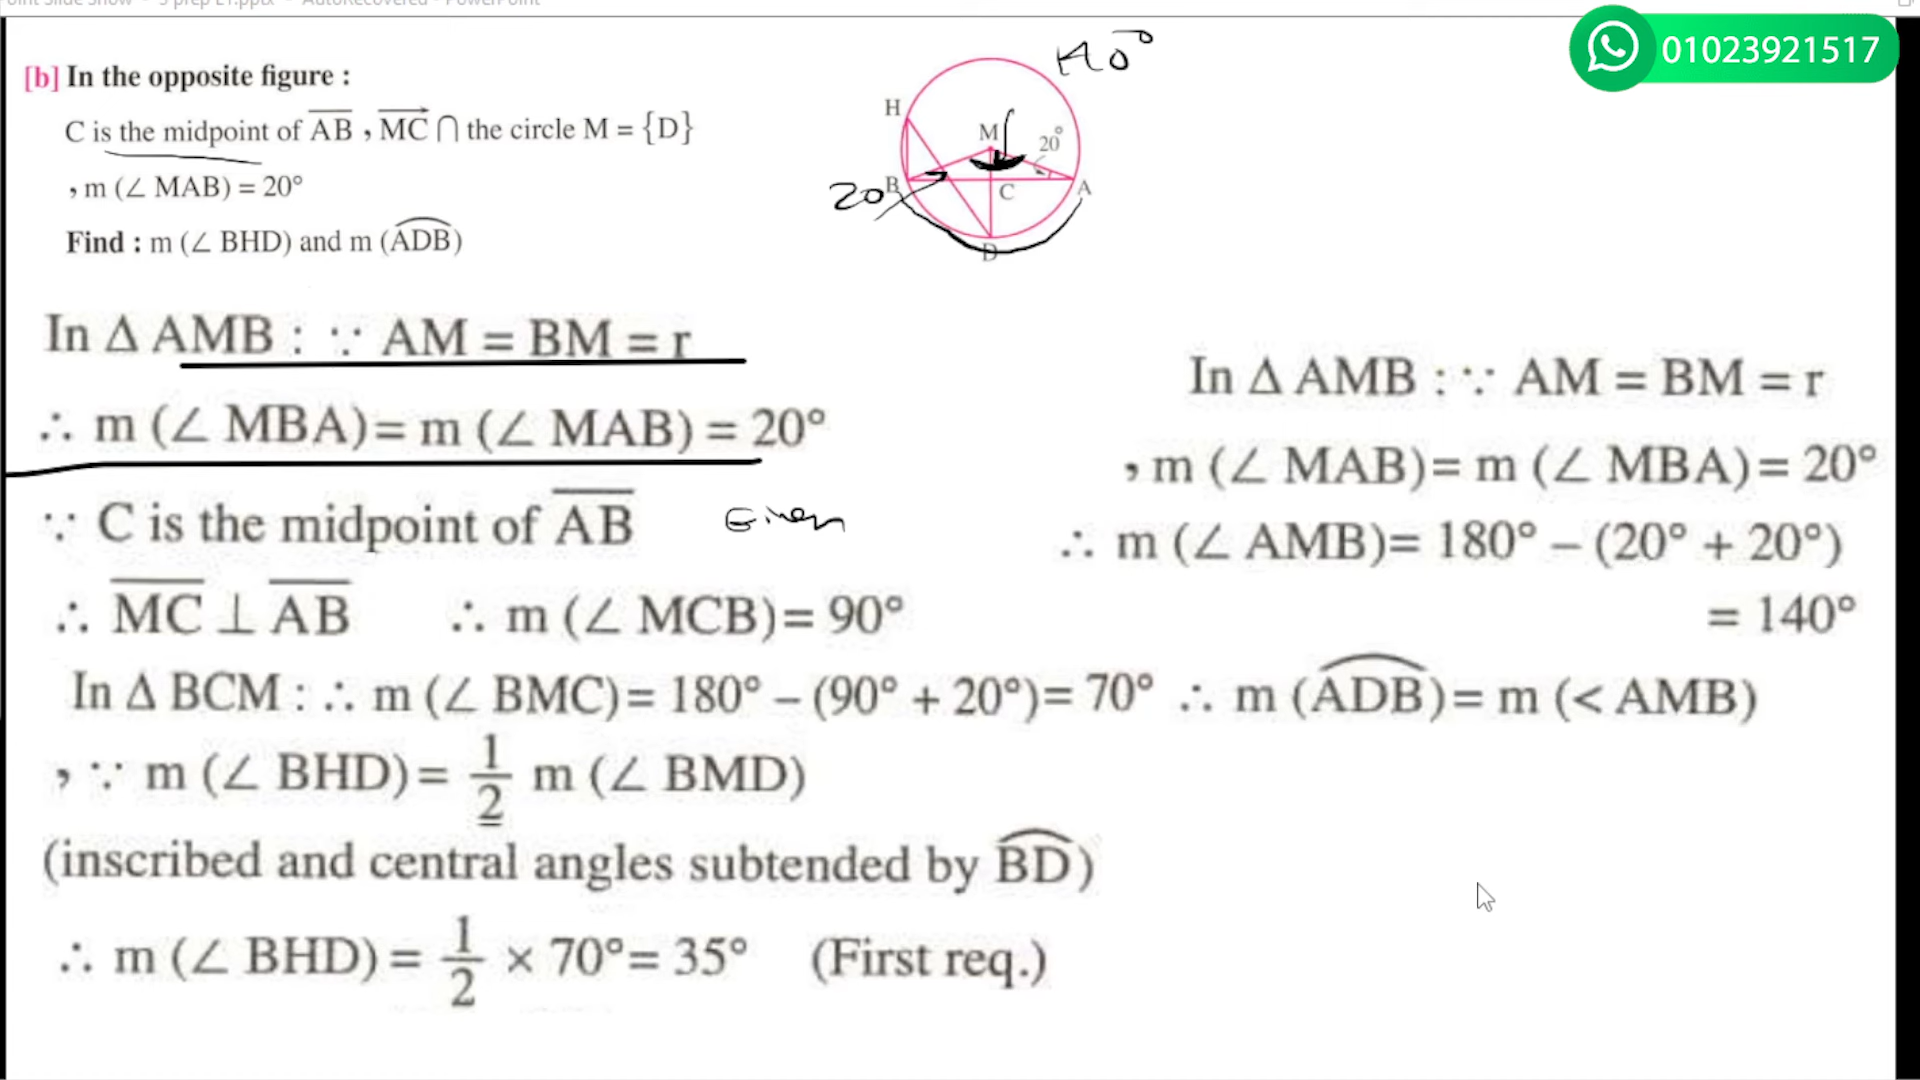 01023921517
[b] In the opposite figure :
C is the midpoint of AB , MC ∩ the circle M = {D}
, m (∠ MAB) = 20°
Find : m (∠ BHD) and m (ADB)
140°
H
M
20°
20
B
C
A
D
In Δ AMB : ∵ AM = BM = r
∴ m (∠ MBA)= m (∠ MAB) = 20°
∵ C is the midpoint of AB Given
∴ MC ⊥ AB ∴ m (∠ MCB)= 90°
In Δ BCM : ∴ m (∠ BMC)= 180° – (90° + 20°)= 70°
, ∵ m (∠ BHD)= 1/2 m (∠ BMD)
(inscribed and central angles subtended by BD)
∴ m (∠ BHD) = 1/2 × 70°= 35° (First req.)
In Δ AMB : ∵ AM = BM = r
, m (∠ MAB)= m (∠ MBA)= 20°
∴ m (∠ AMB)= 180° – (20° + 20°)
= 140°
∴ m (ADB)= m (< AMB)